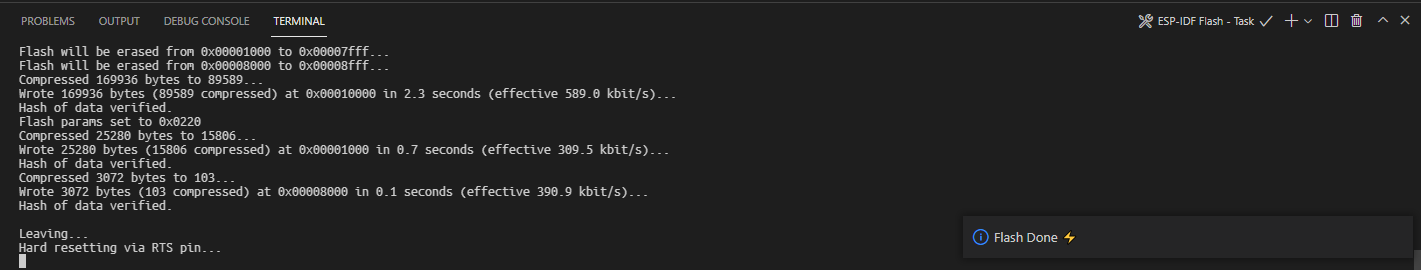 PROBLEMS OUTPUT DEBUG CONSOLE TERMINAL ESP-IDF Flash - Task
Flash will be erased from 0x00001000 to 0x00007fff...
Flash will be erased from 0x00008000 to 0x00008fff...
Compressed 169936 bytes to 89589...
Wrote 169936 bytes (89589 compressed) at 0x00010000 in 2.3 seconds (effective 589.0 kbit/s)...
Hash of data verified.
Flash params set to 0x0220
Compressed 25280 bytes to 15806...
Wrote 25280 bytes (15806 compressed) at 0x00001000 in 0.7 seconds (effective 309.5 kbit/s)...
Hash of data verified.
Compressed 3072 bytes to 103...
Wrote 3072 bytes (103 compressed) at 0x00008000 in 0.1 seconds (effective 390.9 kbit/s)...
Hash of data verified.
Leaving...
Hard resetting via RTS pin...
Flash Done ⚡